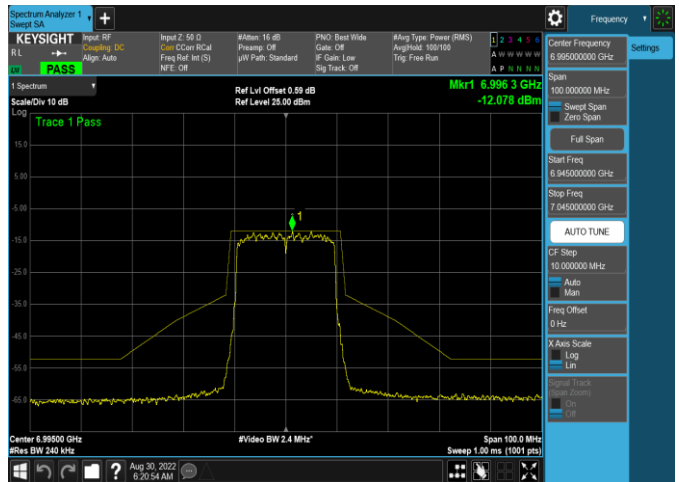 Spectrum Analyzer 1
Swept SA
Frequency
KEYSIGHT
Input: RF
Input Z: 50 Ω
#Atten: 16 dB
PNO: Best Wide
#Avg Type: Power (RMS)
1 2 3 4 5 6
RL
Coupling: DC
Corr CCorr RCal
Preamp: Off
Gate: Off
Avg|Hold: 100/100
A W W W W W
Align: Auto
Freq Ref: Int (S)
µW Path: Standard
IF Gain: Low
Trig: Free Run
PASS
NFE: Off
Sig Track: Off
A P N N N N
1 Spectrum
Ref Lvl Offset 0.59 dB
Mkr1 6.996 3 GHz
Scale/Div 10 dB
Ref Level 25.00 dBm
-12.078 dBm
Log
Trace 1 Pass
15.0
5.00
-5.00
1
-15.0
-25.0
-35.0
-45.0
-55.0
-65.0
Center 6.99500 GHz
#Video BW 2.4 MHz*
Span 100.0 MHz
#Res BW 240 kHz
Sweep 1.00 ms (1001 pts)
Aug 30, 2022
6:20:54 AM
Center Frequency
6.995000000 GHz
Settings
Span
100.000000 MHz
Swept Span
Zero Span
Full Span
Start Freq
6.945000000 GHz
Stop Freq
7.045000000 GHz
AUTO TUNE
CF Step
10.000000 MHz
Auto
Man
Freq Offset
0 Hz
X Axis Scale
Log
Lin
Signal Track
(Span Zoom)
On
Off